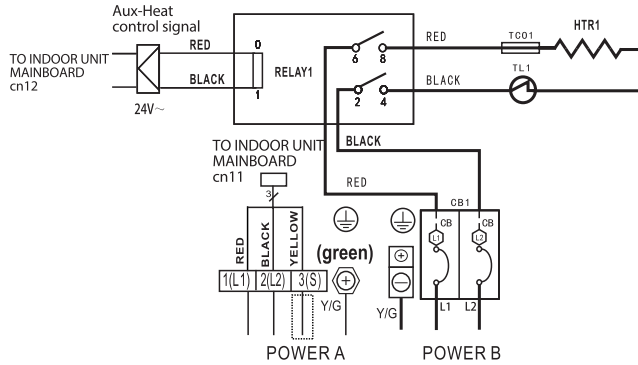 Aux-Heat
control signal
TO INDOOR UNIT
MAINBOARD
cn12
RED
BLACK
24V~
0
1
RELAY1
6 8
2 4
RED
TCO1
HTR1
BLACK
TL1
BLACK
RED
TO INDOOR UNIT
MAINBOARD
cn11
3
RED
BLACK
YELLOW
(green)
1(L1) 2(L2) 3(S)
Y/G
Y/G
CB1
CB CB
L1 L2
L1 L2
POWER A
POWER B